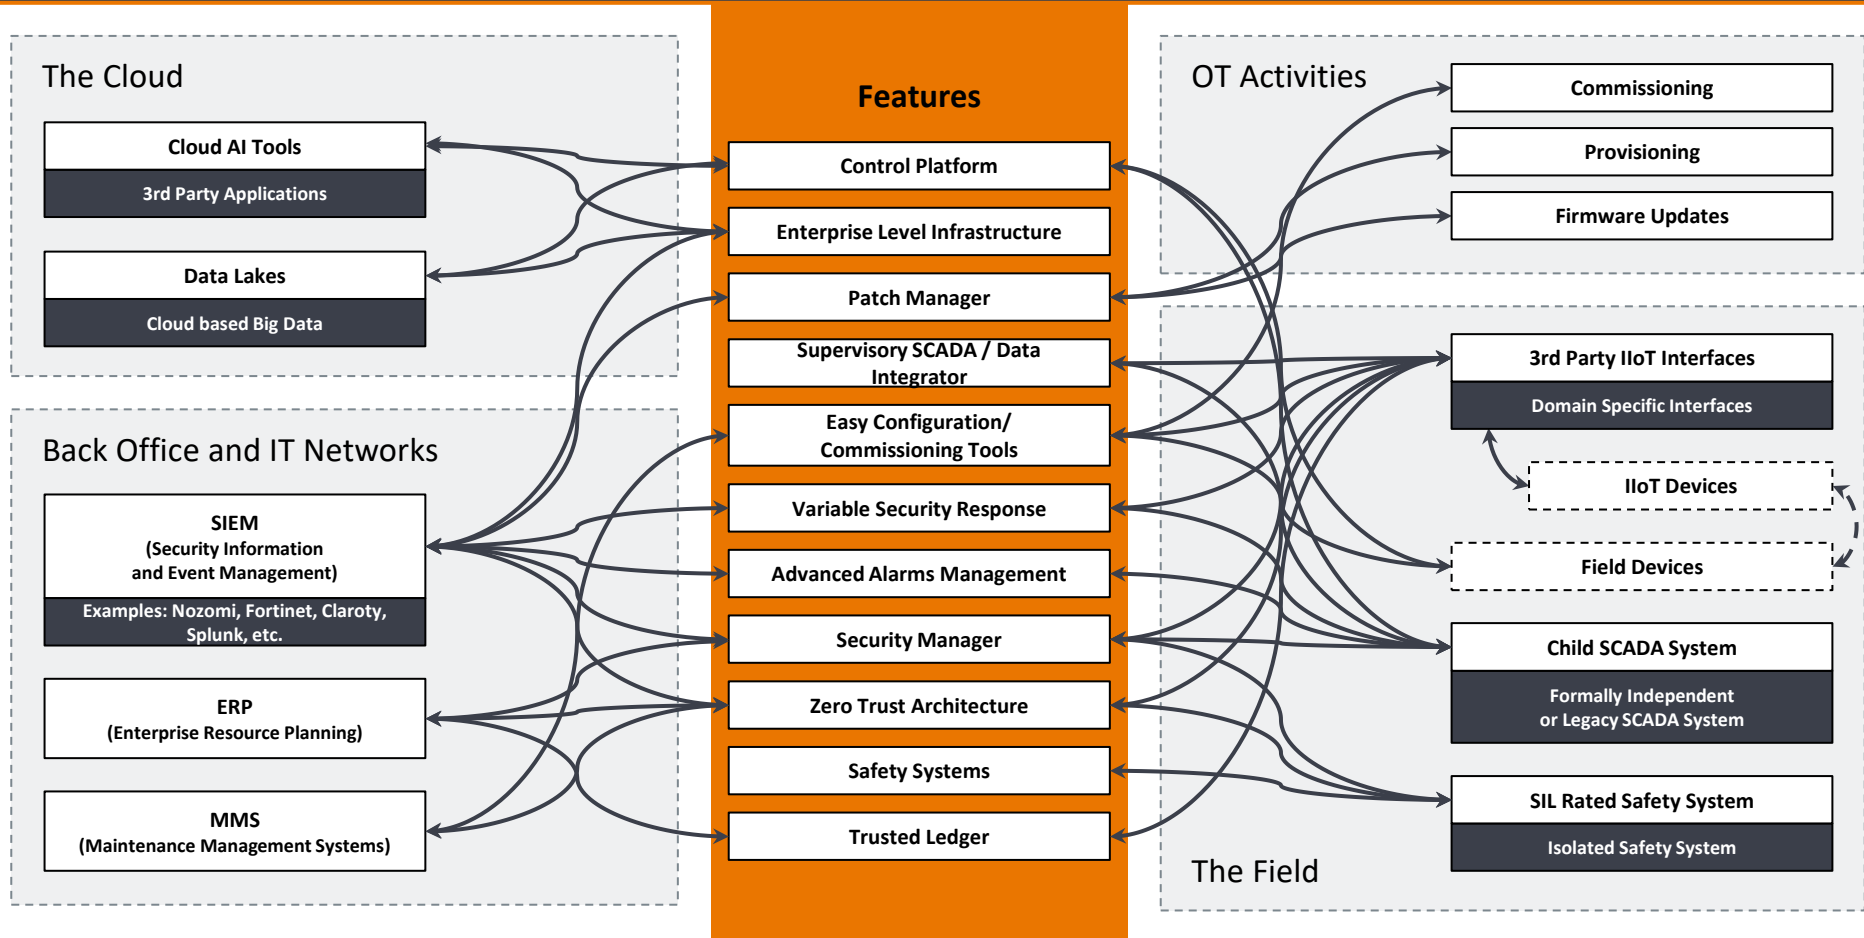 The Cloud
Cloud AI Tools
3rd Party Applications
Data Lakes
Cloud based Big Data
Back Office and IT Networks
SIEM
(Security Information
and Event Management)
Examples: Nozomi, Fortinet, Claroty,
Splunk, etc.
ERP
(Enterprise Resource Planning)
MMS
(Maintenance Management Systems)
Features
Control Platform
Enterprise Level Infrastructure
Patch Manager
Supervisory SCADA / Data
Integrator
Easy Configuration/
Commissioning Tools
Variable Security Response
Advanced Alarms Management
Security Manager
Zero Trust Architecture
Safety Systems
Trusted Ledger
OT Activities
Commissioning
Provisioning
Firmware Updates
3rd Party IIoT Interfaces
Domain Specific Interfaces
IIoT Devices
Field Devices
Child SCADA System
Formally Independent
or Legacy SCADA System
SIL Rated Safety System
Isolated Safety System
The Field